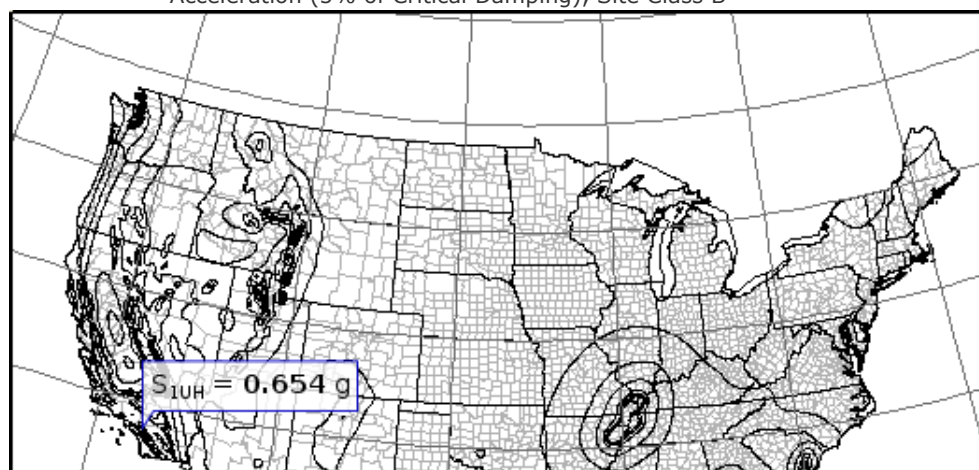 Acceleration (5% of Critical Damping), Site Class B
S1UH = 0.654 g